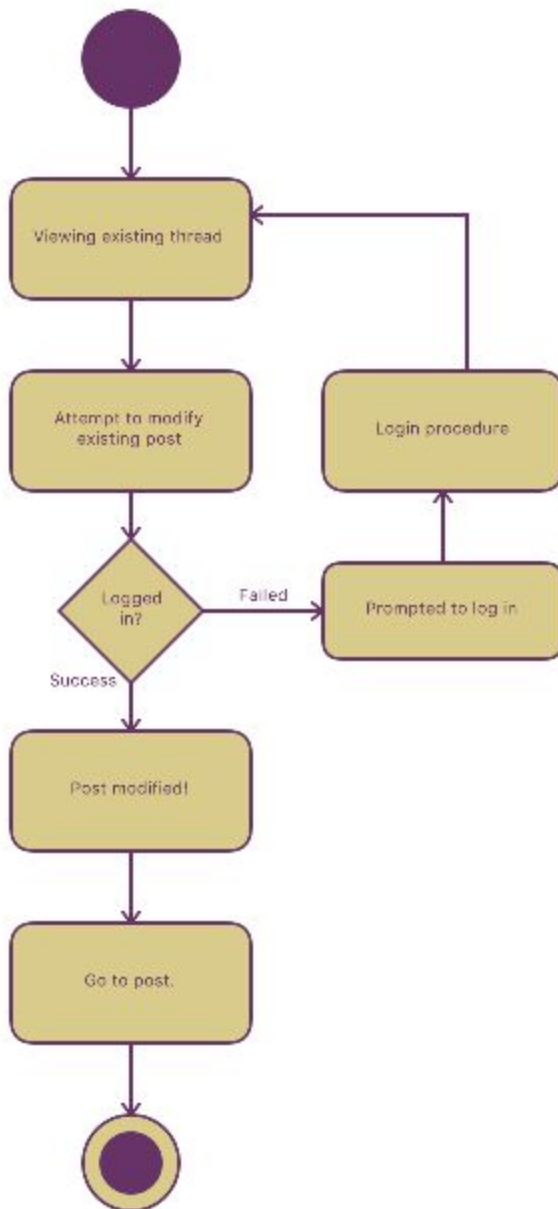 Viewing existing thread
Attempt to modify
existing post
Login procedure
Logged
in?
Failed
Prompted to log in
Success
Post modified!
Go to post.